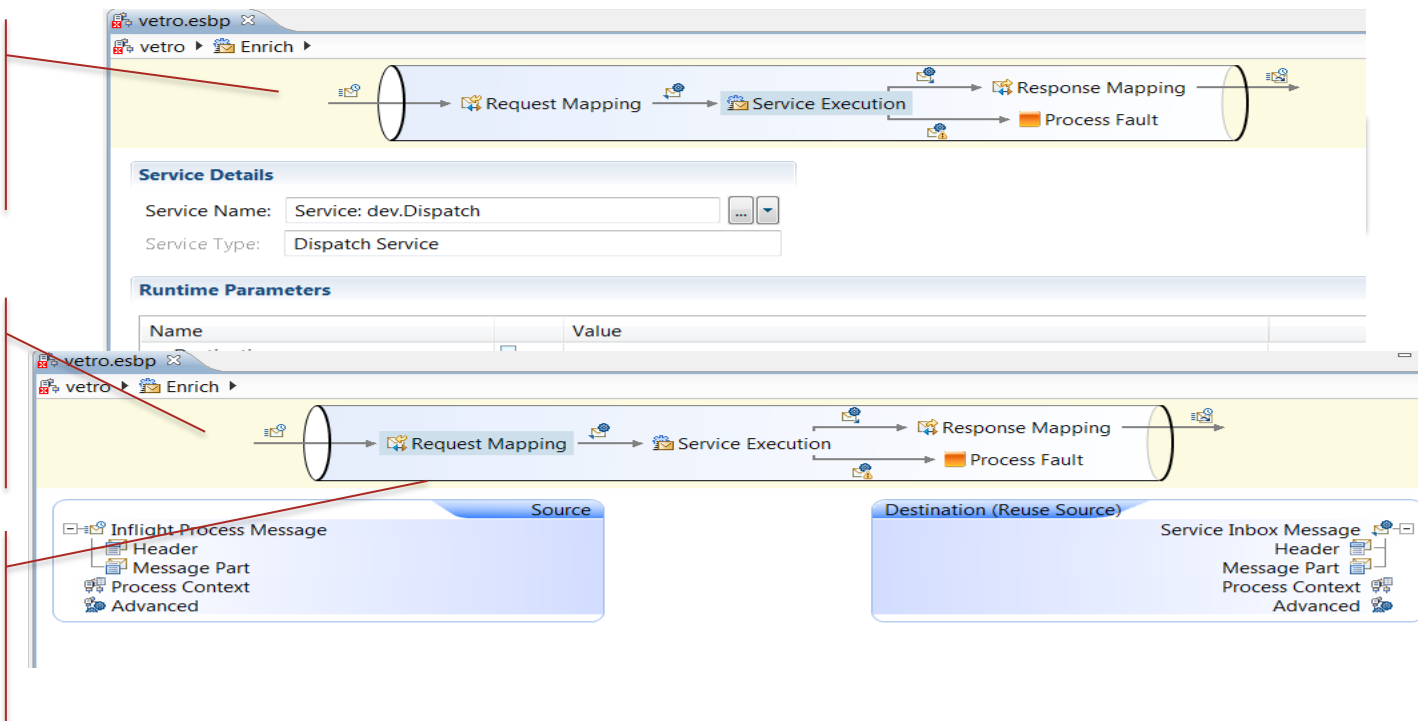 vetro.esbp
vetro Enrich
Request Mapping
Service Execution
Response Mapping
Process Fault
Service Details
Service Name: Service: dev.Dispatch ...
Service Type: Dispatch Service
Runtime Parameters
Name Value
vetro.esbp
vetro Enrich
Request Mapping
Service Execution
Response Mapping
Process Fault
Source
Inflight Process Message
Header
Message Part
Process Context
Advanced
Destination (Reuse Source)
Service Inbox Message
Header
Message Part
Process Context
Advanced